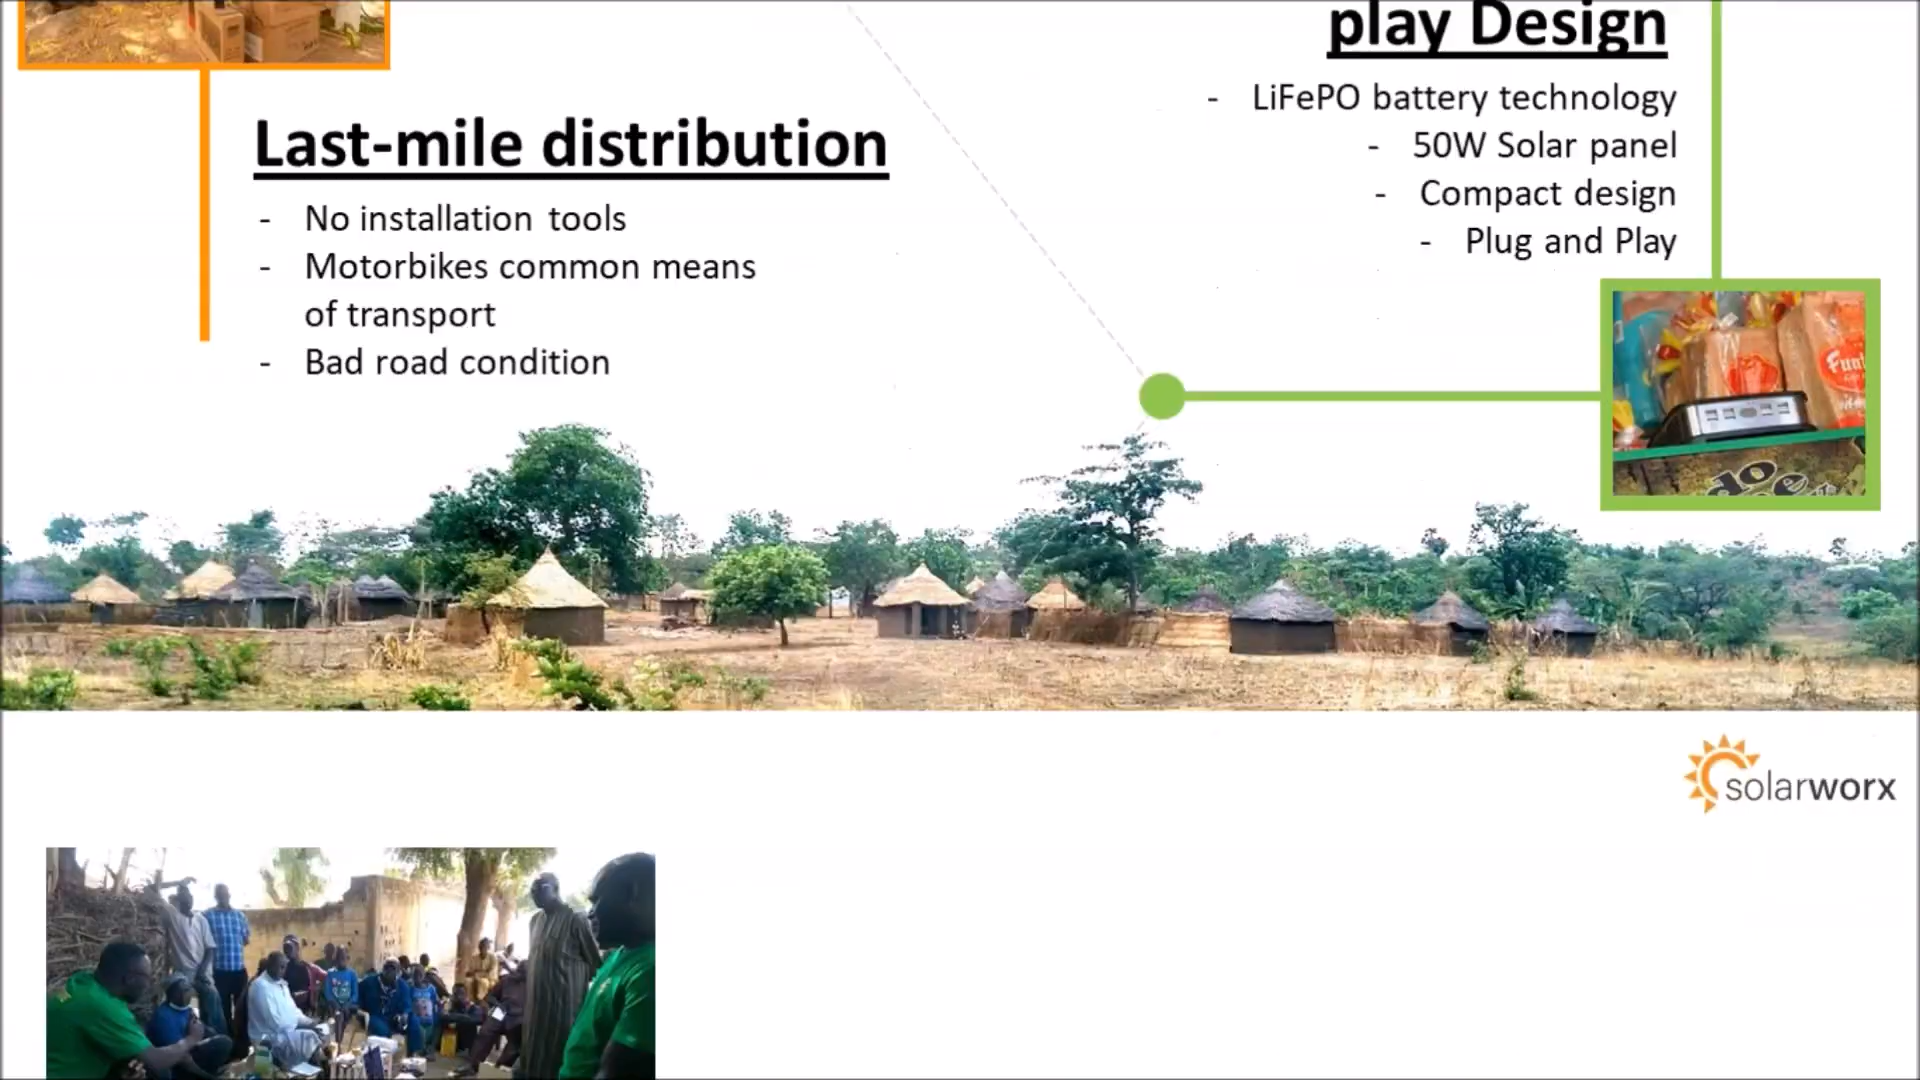 play Design
- LiFePO battery technology
- 50W Solar panel
- Compact design
- Plug and Play
Last-mile distribution
- No installation tools
- Motorbikes common means
of transport
- Bad road condition
solarworx